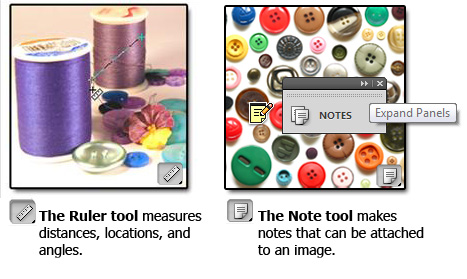 NOTES
Expand Panels
The Ruler tool measures
distances, locations, and
angles.
The Note tool makes
notes that can be attached
to an image.